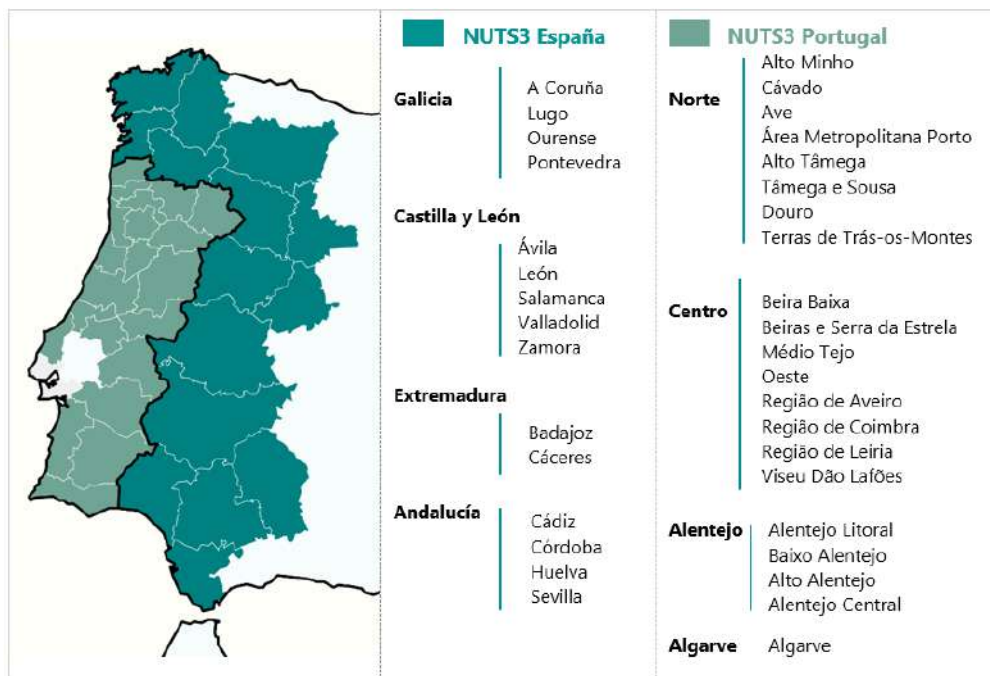 NUTS3 España
Galicia
A Coruña
Lugo
Ourense
Pontevedra
Castilla y León
Ávila
León
Salamanca
Valladolid
Zamora
Extremadura
Badajoz
Cáceres
Andalucía
Cádiz
Córdoba
Huelva
Sevilla
NUTS3 Portugal
Norte
Alto Minho
Cávado
Ave
Área Metropolitana Porto
Alto Tâmega
Tâmega e Sousa
Douro
Terras de Trás-os-Montes
Centro
Beira Baixa
Beiras e Serra da Estrela
Médio Tejo
Oeste
Região de Aveiro
Região de Coimbra
Região de Leiria
Viseu Dão Lafões
Alentejo
Alentejo Litoral
Baixo Alentejo
Alto Alentejo
Alentejo Central
Algarve
Algarve